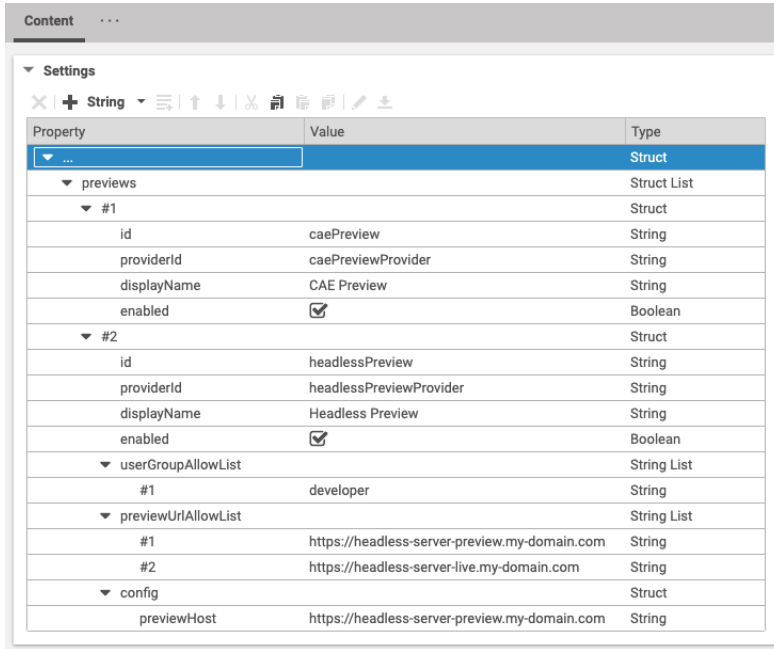 Content ...
Settings
String
Property Value Type
... Struct
previews Struct List
#1 Struct
id caePreview String
providerId caePreviewProvider String
displayName CAE Preview String
enabled Boolean
#2 Struct
id headlessPreview String
providerId headlessPreviewProvider String
displayName Headless Preview String
enabled Boolean
userGroupAllowList String List
#1 developer String
previewUrlAllowList String List
#1 https://headless-server-preview.my-domain.com String
#2 https://headless-server-live.my-domain.com String
config Struct
previewHost https://headless-server-preview.my-domain.com String